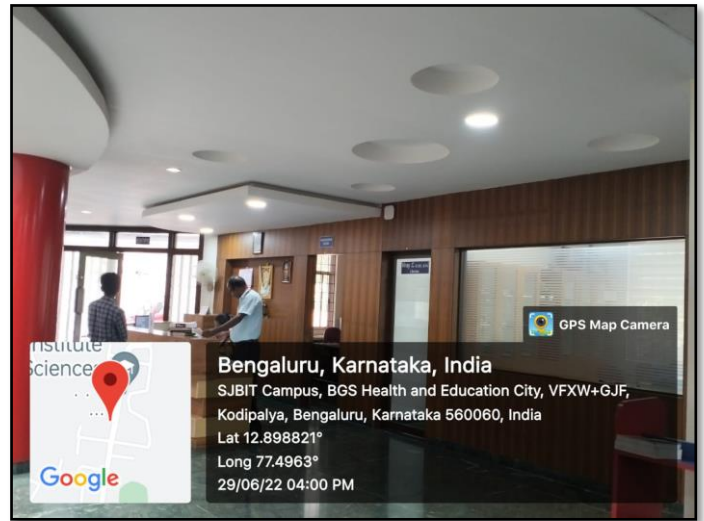 GPS Map Camera
nstitute
Sciences
Google
Bengaluru, Karnataka, India
SJBIT Campus, BGS Health and Education City, VFXW+GJF,
Kodipalya, Bengaluru, Karnataka 560060, India
Lat 12.898821°
Long 77.4963°
29/06/22 04:00 PM